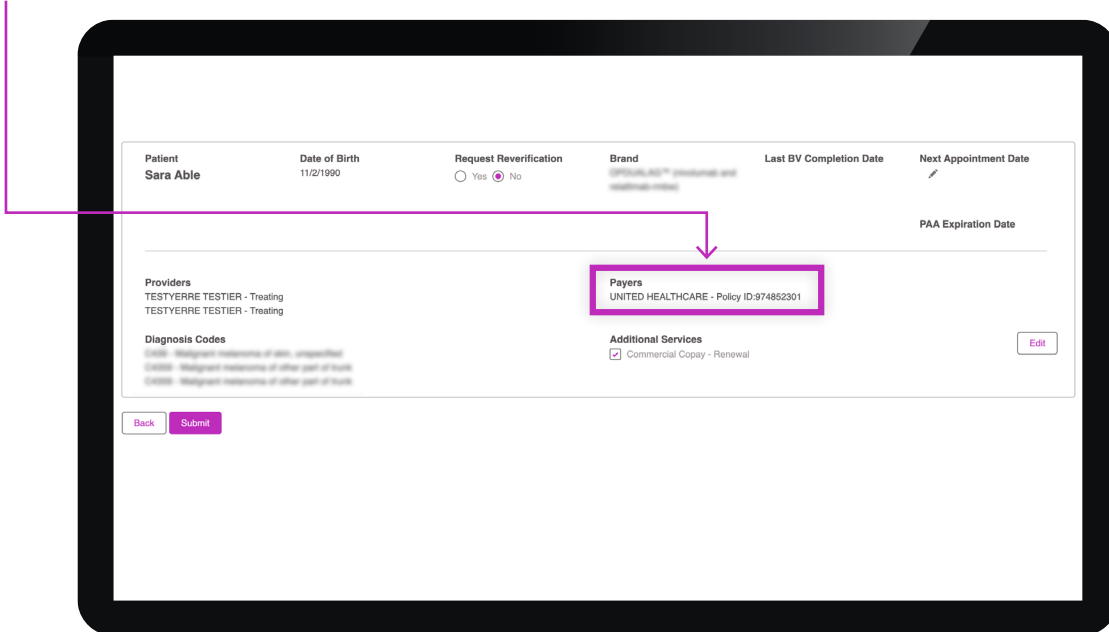 Patient
Sara Able
Date of Birth
11/2/1990
Request Reverification
Yes No
Brand
Last BV Completion Date
Next Appointment Date
PAA Expiration Date
Providers
TESTYERRE TESTIER - Treating
TESTYERRE TESTIER - Treating
Payers
UNITED HEALTHCARE - Policy ID:974852301
Diagnosis Codes
Additional Services
Commercial Copay - Renewal
Edit
Back
Submit